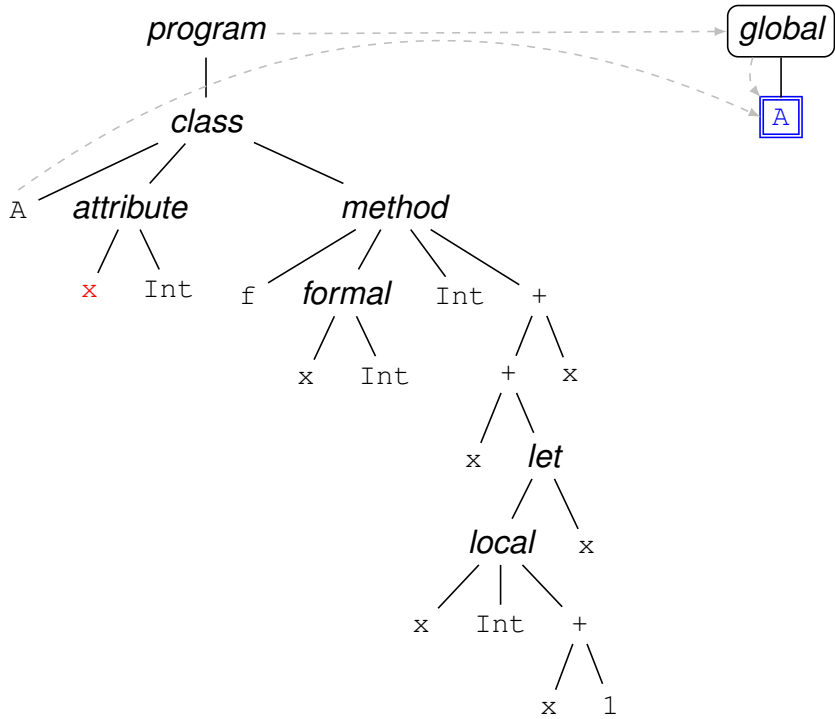 program global
class A
A attribute method
x Int f formal Int +
x Int + x
x let
local x
x Int +
x 1